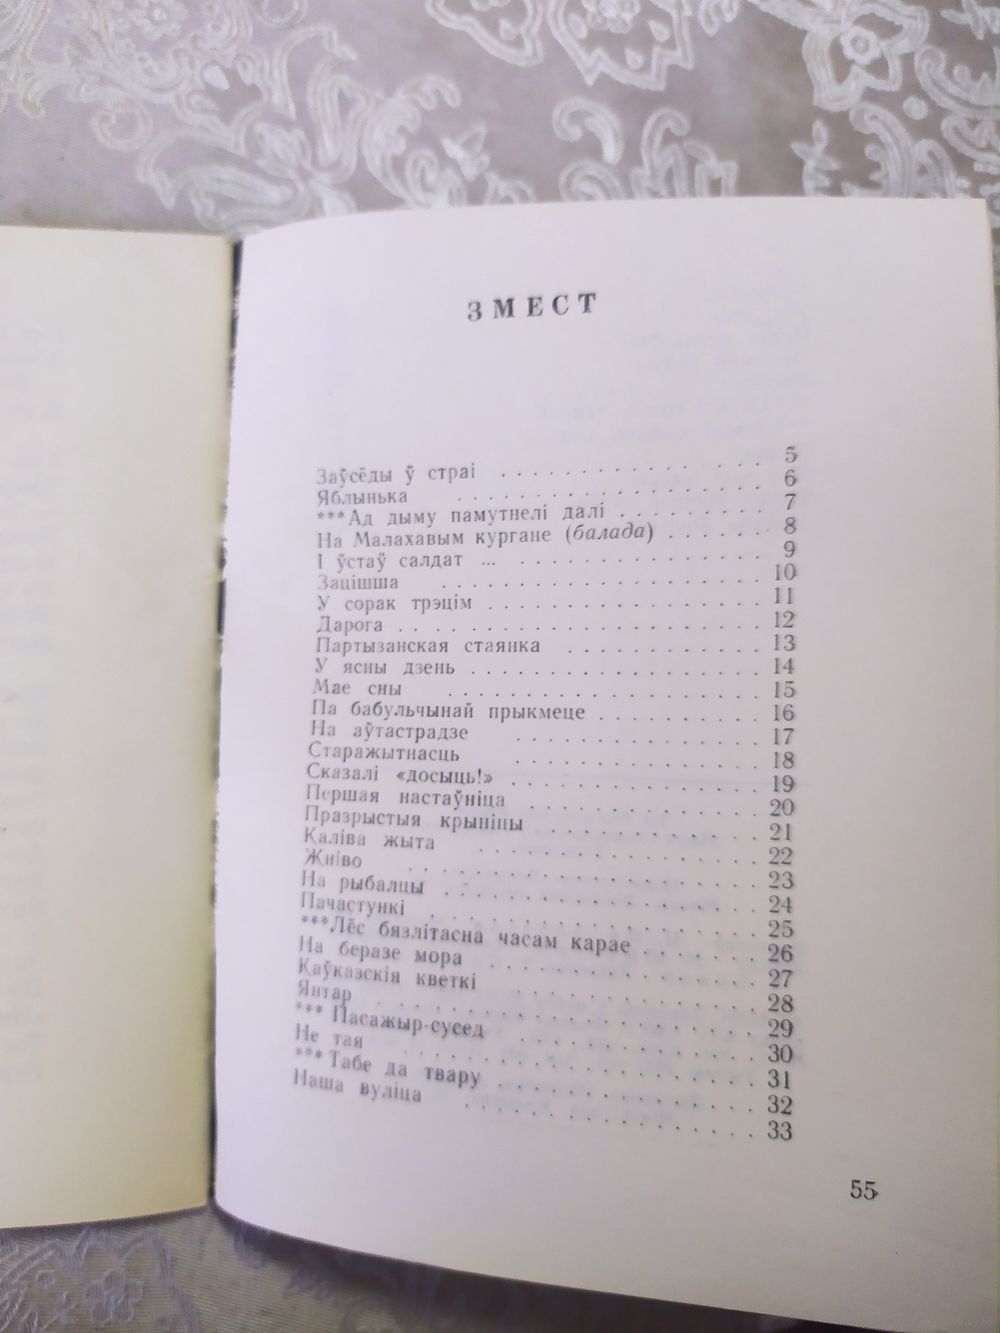 ЗМЕСТ
Заўсёды ў страі . . . . . . . . . . . . . 5
Яблынька . . . . . . . . . . . . . . . 6
***Ад дыму памутнелі далі . . . . . . . . 7
На Малахавым кургане (балада) . . . . . . 8
І ўстаў салдат ... . . . . . . . . . . . . 9
Зацішша . . . . . . . . . . . . . . . 10
У сорак трэцім . . . . . . . . . . . . . 11
Дарога . . . . . . . . . . . . . . . . 12
Партызанская стаянка . . . . . . . . . . 13
У ясны дзень . . . . . . . . . . . . . . 14
Мае сны . . . . . . . . . . . . . . . 15
Па бабульчынай прыкмеце . . . . . . . . . 16
На аўтастрадзе . . . . . . . . . . . . 17
Старажытнасць . . . . . . . . . . . . 18
Сказалі «досыць!» . . . . . . . . . . . . 19
Першая настаўніца . . . . . . . . . . . 20
Празрыстыя крыніцы . . . . . . . . . . 21
Каліва жыта . . . . . . . . . . . . . 22
Жніво . . . . . . . . . . . . . . . . 23
На рыбалцы . . . . . . . . . . . . . . 24
Пачастункі . . . . . . . . . . . . . . 25
***Лёс бязлітасна часам карае . . . . . . 26
На беразе мора . . . . . . . . . . . . 27
Каўказскія кветкі . . . . . . . . . . . 28
Янтар . . . . . . . . . . . . . . . . 29
*** Пасажыр-сусед . . . . . . . . . . . 30
Не тая . . . . . . . . . . . . . . . 31
***Табе да твару . . . . . . . . . . . . 32
Наша вуліца . . . . . . . . . . . . . 33
55